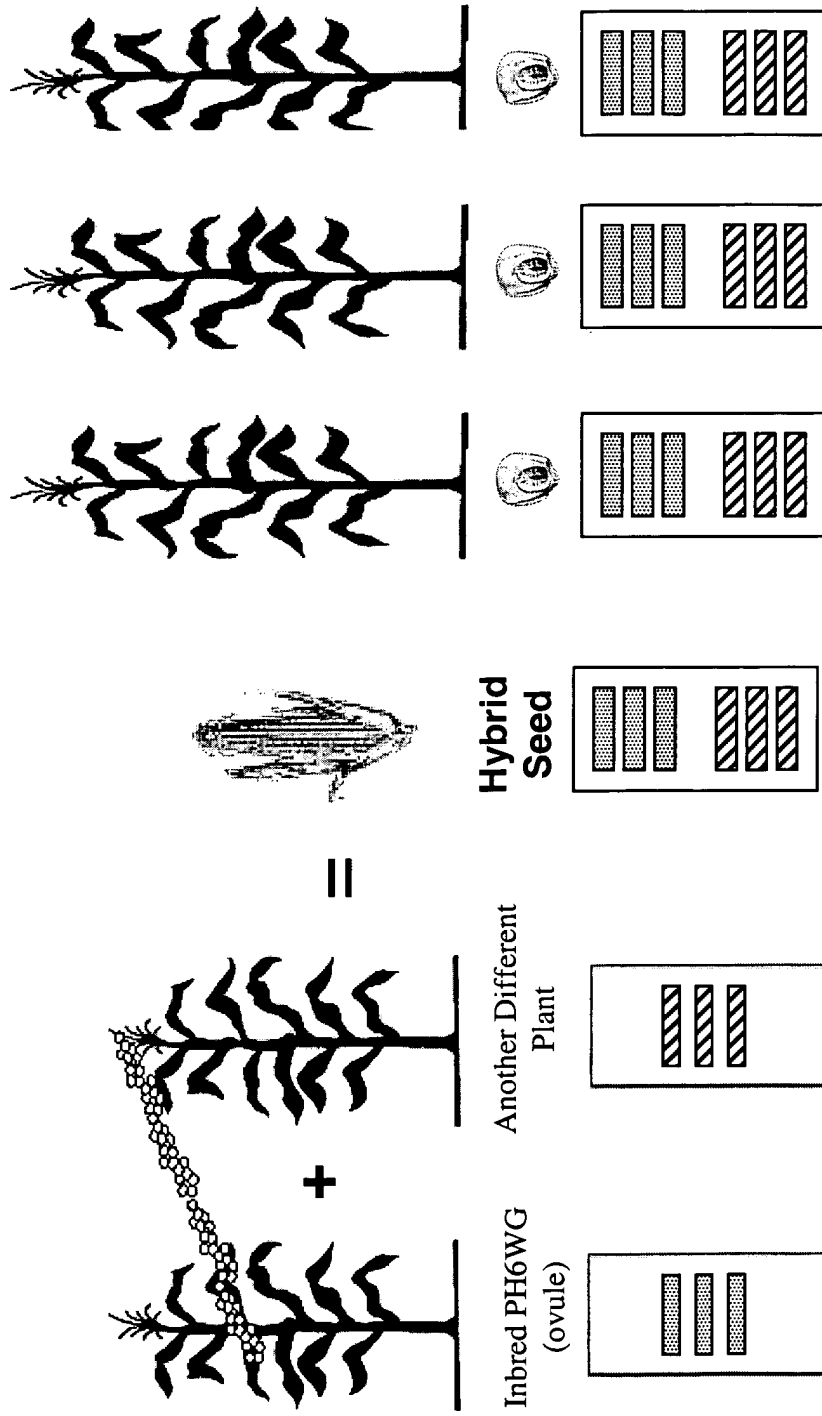 Inbred PH6WG
(ovule)
+
Another Different
Plant
=
Hybrid
Seed